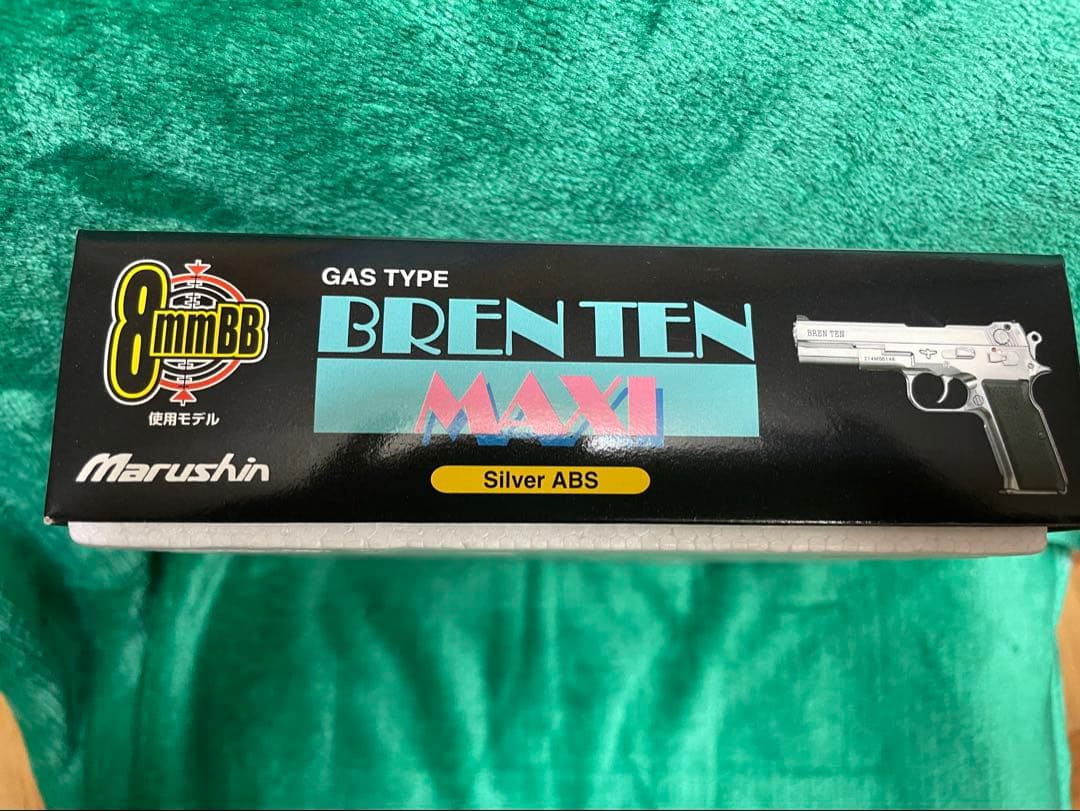 8mmBB
使用モデル
Marushin
GAS TYPE
BREN TEN
MAXI
Silver ABS
BREN TEN